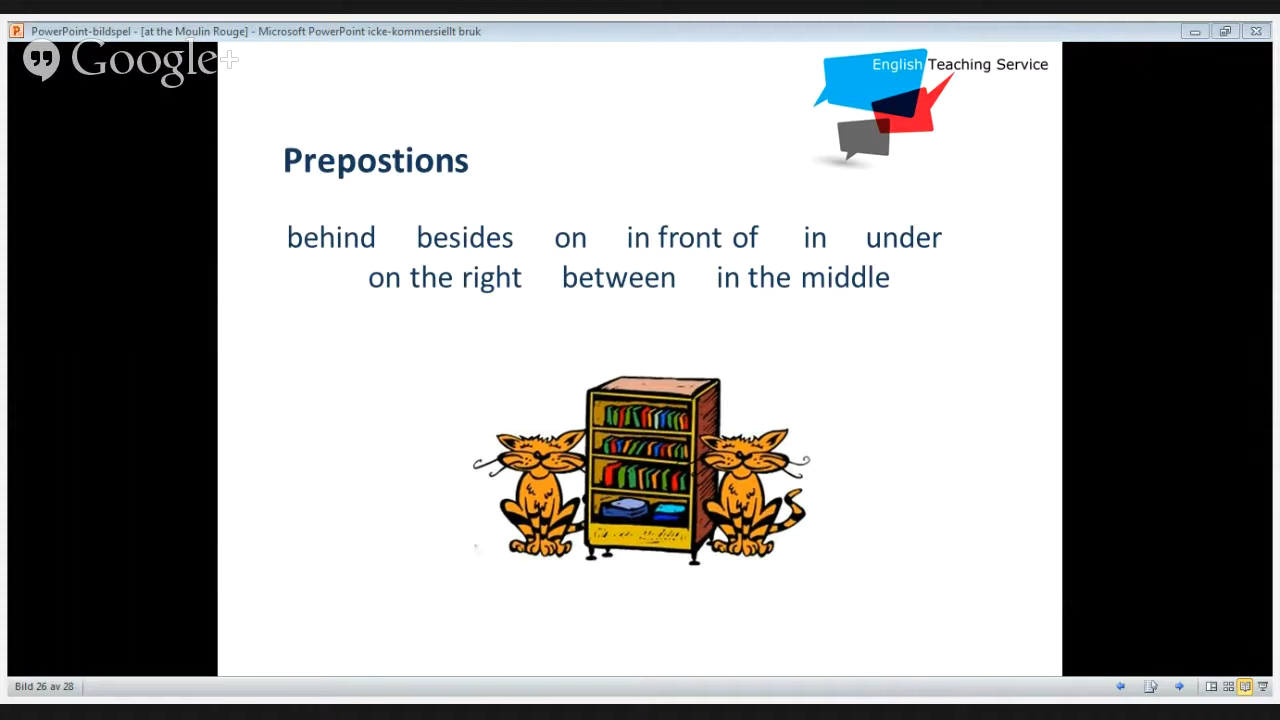 PowerPoint-bildspel - [at the Moulin Rouge] - Microsoft PowerPoint icke-kommersiellt bruk
Google+
English Teaching Service
Prepostions
behind besides on in front of in under
on the right between in the middle
Bild 26 av 28